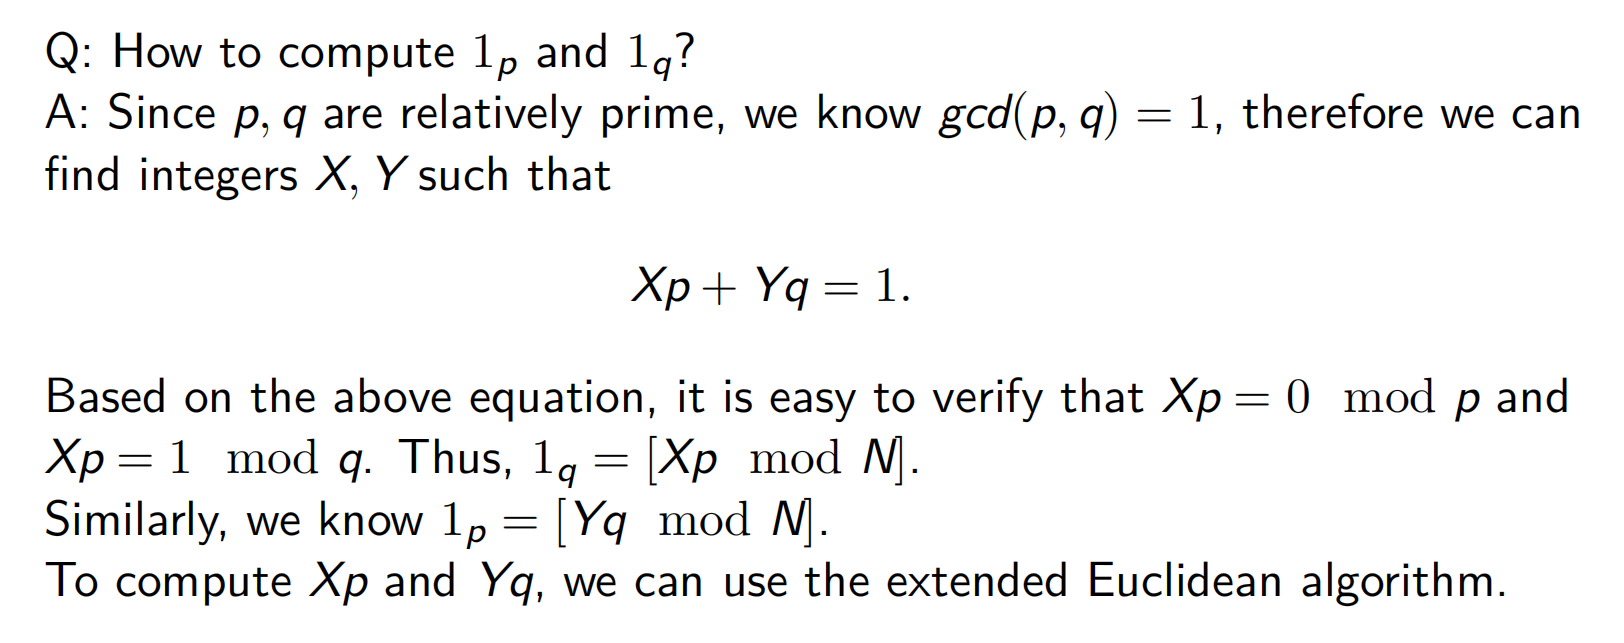 Q: How to compute 1_p and 1_q?
A: Since p, q are relatively prime, we know gcd(p, q) = 1, therefore we can
find integers X, Y such that
Xp + Yq = 1.
Based on the above equation, it is easy to verify that Xp = 0 mod p and
Xp = 1 mod q. Thus, 1_q = [Xp mod N].
Similarly, we know 1_p = [Yq mod N].
To compute Xp and Yq, we can use the extended Euclidean algorithm.